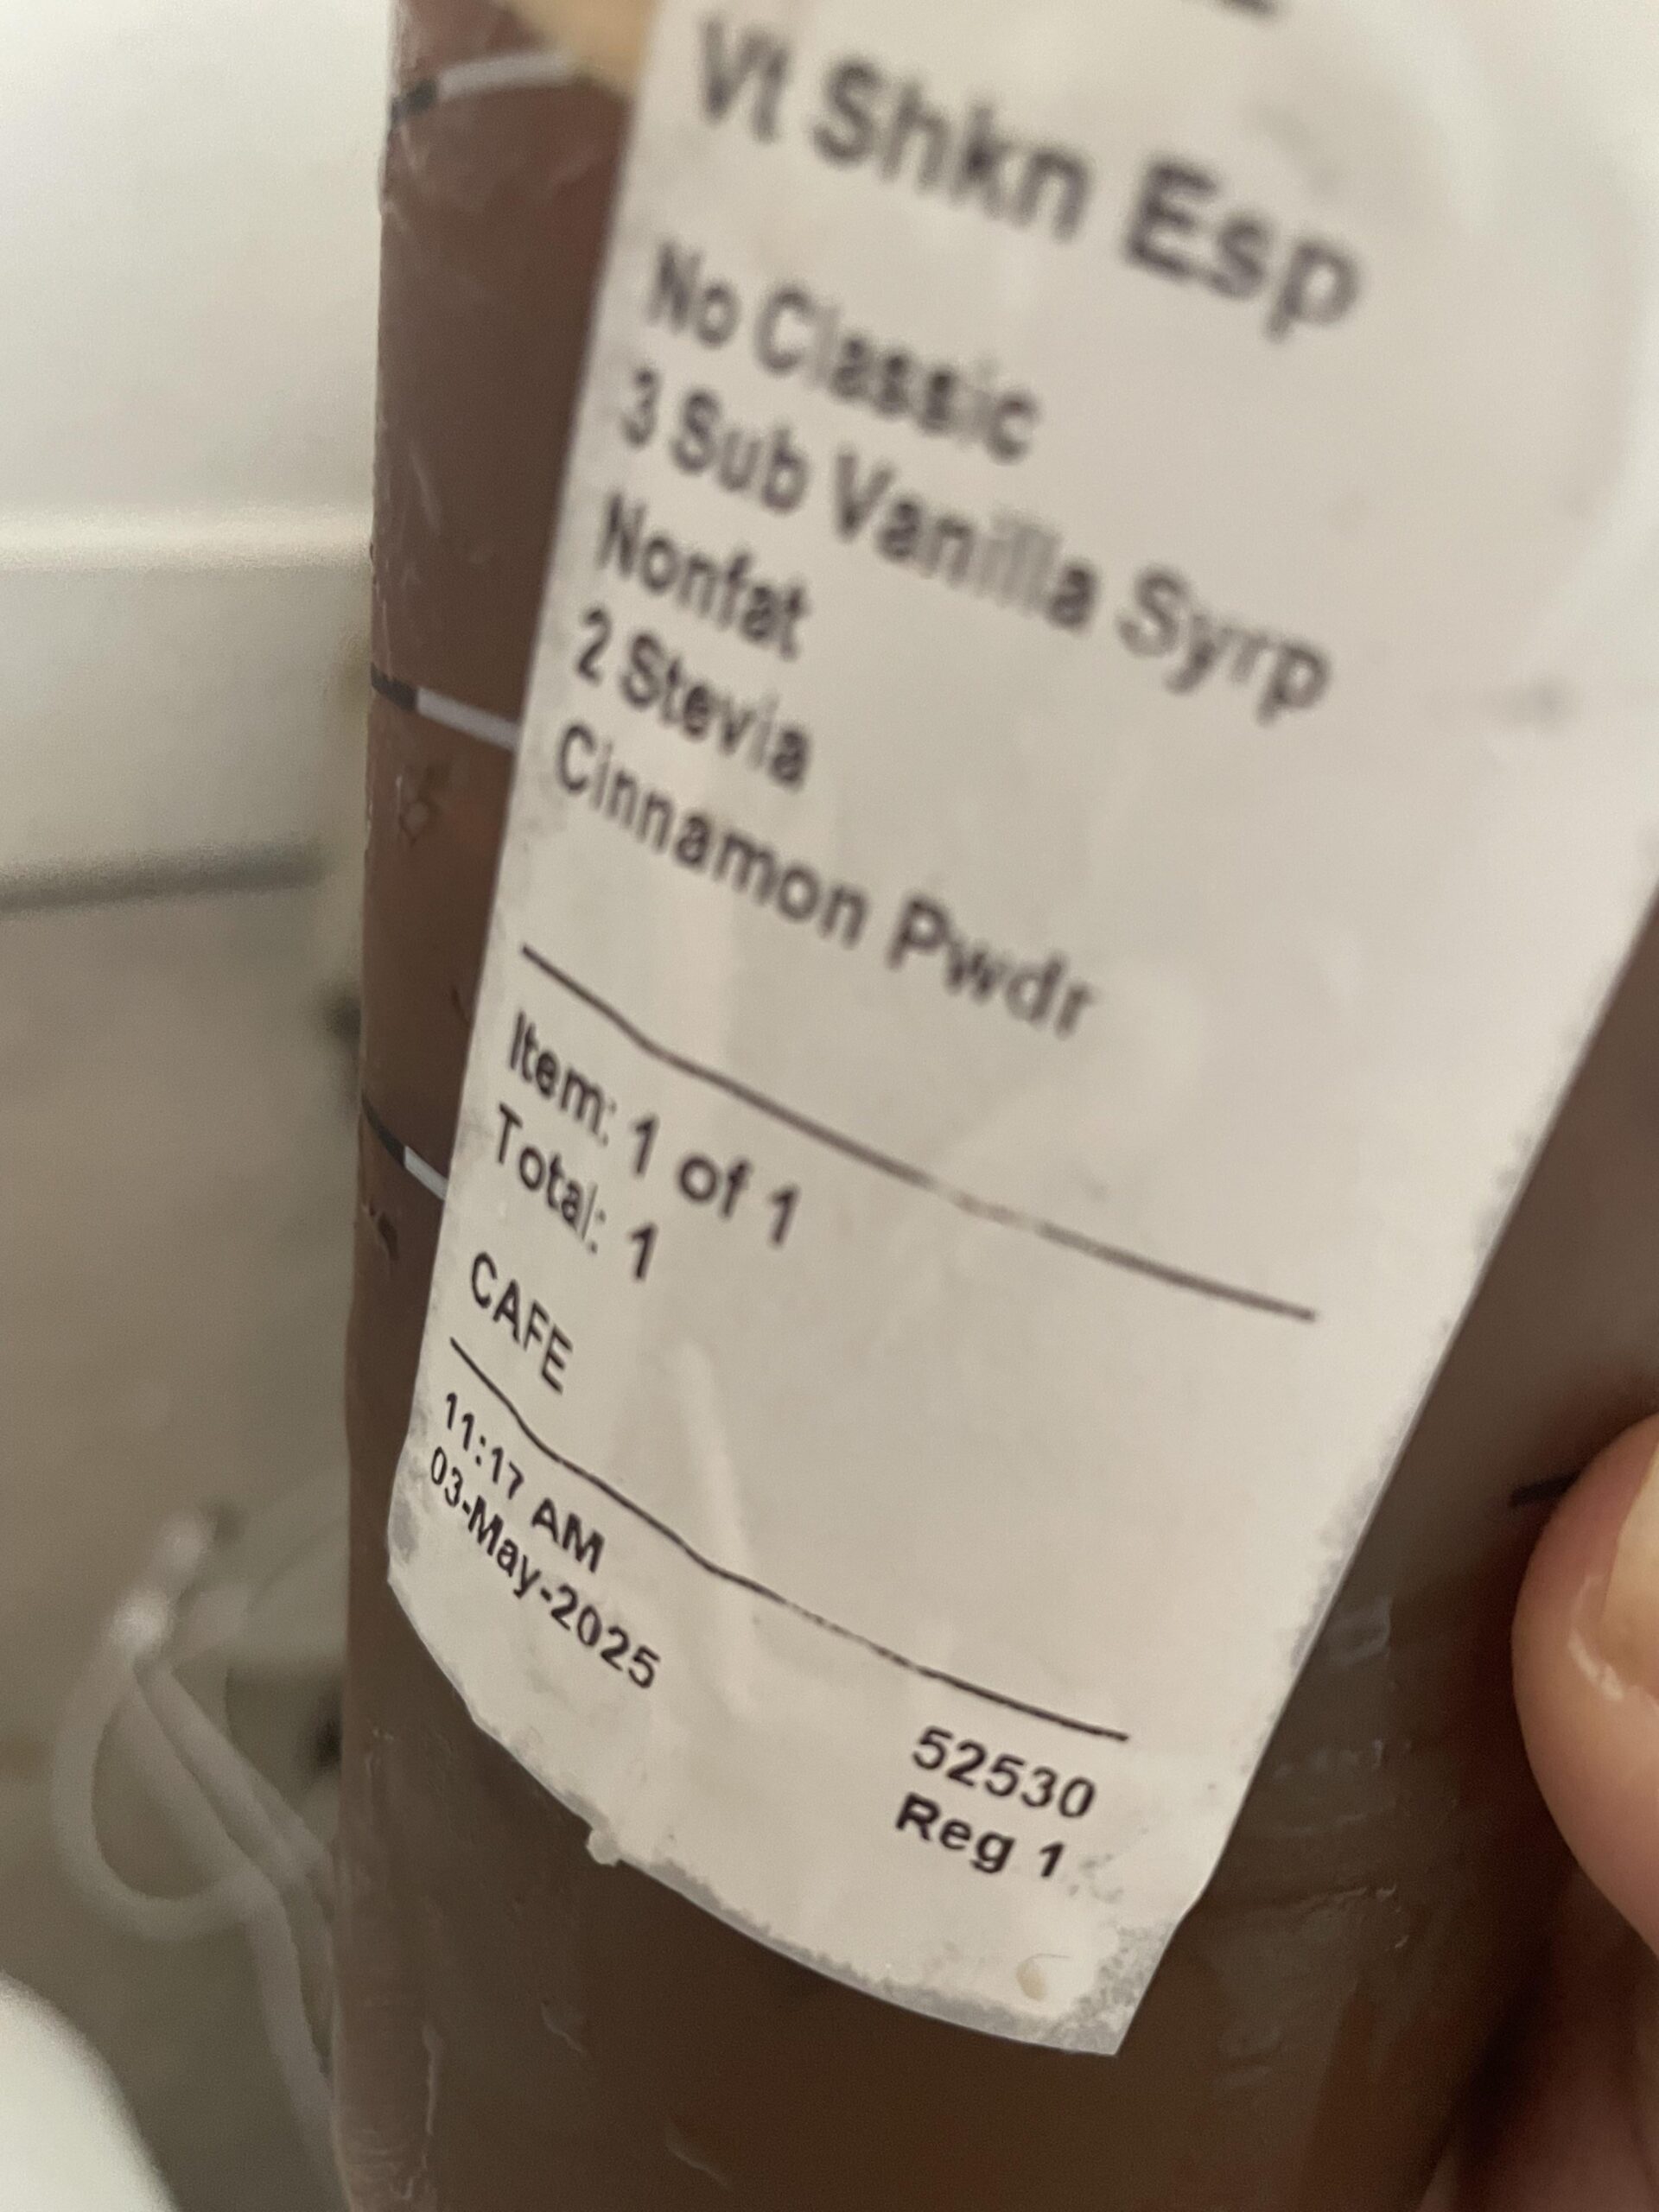 Vt Shkn Esp
No Classic
3 Sub Vanilla Syrp
Nonfat
2 Stevia
Cinnamon Pwdr
Item: 1 of 1
Total: 1
CAFE
11:17 AM
03-May-2025
52530
Reg 1